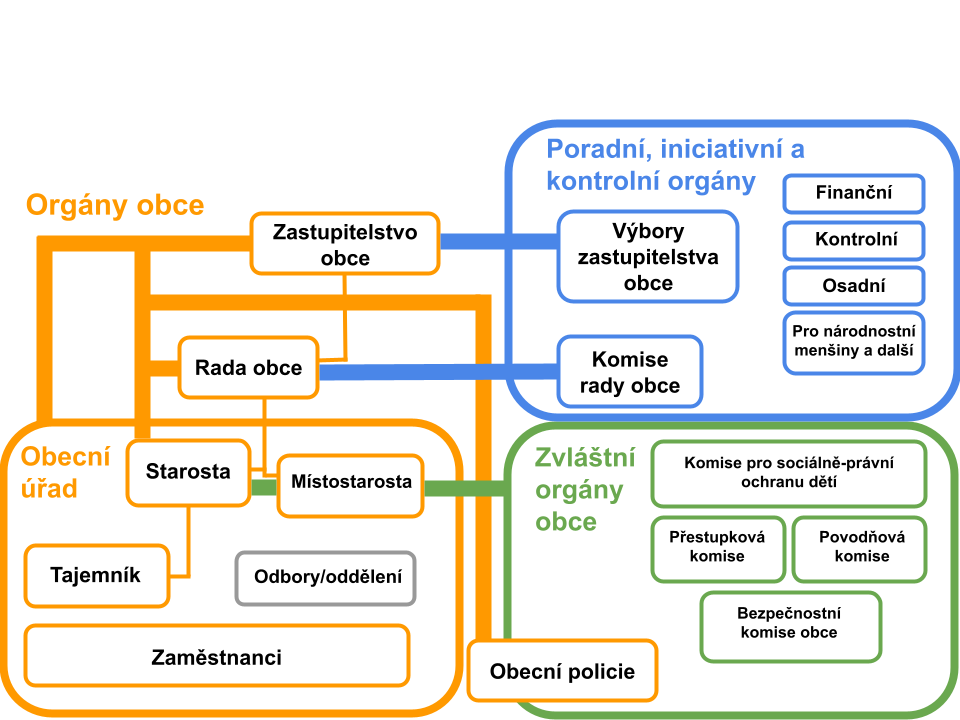 Orgány obce
Zastupitelstvo
obce
Rada obce
Poradní, iniciativní a
kontrolní orgány
Výbory
zastupitelstva
obce
Komise
rady obce
Finanční
Kontrolní
Osadní
Pro národnostní
menšiny a další
Obecní
úřad
Starosta
Místostarosta
Tajemník
Odbory/oddělení
Zaměstnanci
Obecní policie
Zvláštní
orgány
obce
Komise pro sociálně-právní
ochranu dětí
Přestupková
komise
Povodňová
komise
Bezpečnostní
komise obce